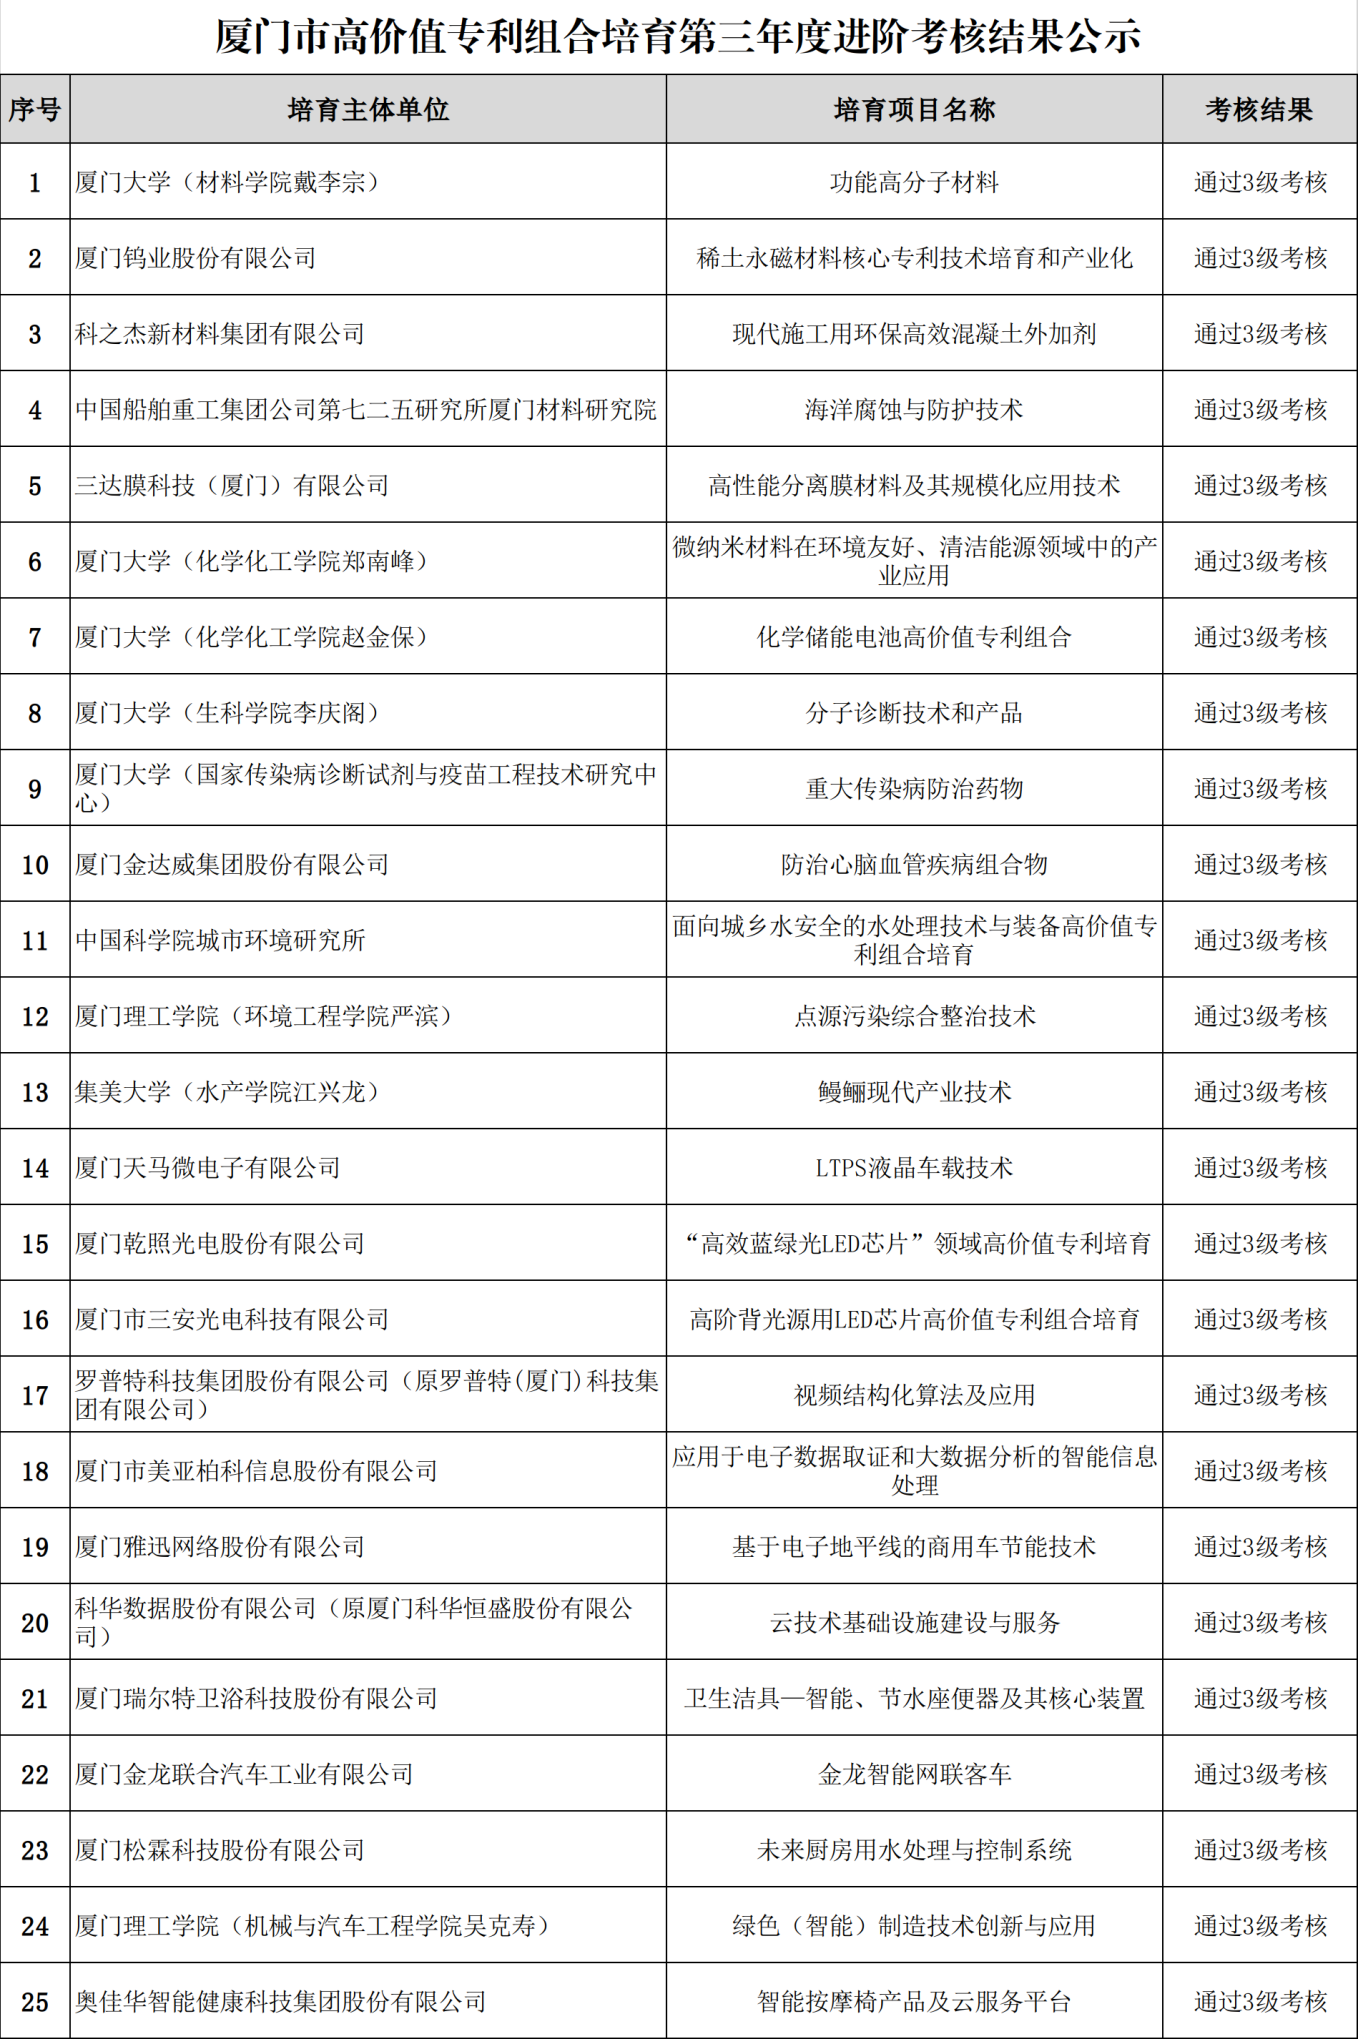 厦门市高价值专利组合培育第三年度进阶考核结果公示
序号 培育主体单位 培育项目名称 考核结果
1 厦门大学（材料学院戴李宗） 功能高分子材料 通过3级考核
2 厦门钨业股份有限公司 稀土永磁材料核心专利技术培育和产业化 通过3级考核
3 科之杰新材料集团有限公司 现代施工用环保高效混凝土外加剂 通过3级考核
4 中国船舶重工集团公司第七二五研究所厦门材料研究院 海洋腐蚀与防护技术 通过3级考核
5 三达膜科技（厦门）有限公司 高性能分离膜材料及其规模化应用技术 通过3级考核
6 厦门大学（化学化工学院郑南峰） 微纳米材料在环境友好、清洁能源领域中的产
业应用 通过3级考核
7 厦门大学（化学化工学院赵金保） 化学储能电池高价值专利组合 通过3级考核
8 厦门大学（生科学院李庆阁） 分子诊断技术和产品 通过3级考核
9 厦门大学（国家传染病诊断试剂与疫苗工程技术研究中
心） 重大传染病防治药物 通过3级考核
10 厦门金达威集团股份有限公司 防治心脑血管疾病组合物 通过3级考核
11 中国科学院城市环境研究所 面向城乡水安全的水处理技术与装备高价值专
利组合培育 通过3级考核
12 厦门理工学院（环境工程学院严滨） 点源污染综合整治技术 通过3级考核
13 集美大学（水产学院江兴龙） 鳗鲡现代产业技术 通过3级考核
14 厦门天马微电子有限公司 LTPS液晶车载技术 通过3级考核
15 厦门乾照光电股份有限公司 “高效蓝绿光LED芯片”领域高价值专利培育 通过3级考核
16 厦门市三安光电科技有限公司 高阶背光源用LED芯片高价值专利组合培育 通过3级考核
17 罗普特科技集团股份有限公司（原罗普特(厦门)科技集
团有限公司） 视频结构化算法及应用 通过3级考核
18 厦门市美亚柏科信息股份有限公司 应用于电子数据取证和大数据分析的智能信息
处理 通过3级考核
19 厦门雅迅网络股份有限公司 基于电子地平线的商用车节能技术 通过3级考核
20 科华数据股份有限公司（原厦门科华恒盛股份有限公
司） 云技术基础设施建设与服务 通过3级考核
21 厦门瑞尔特卫浴科技股份有限公司 卫生洁具—智能、节水座便器及其核心装置 通过3级考核
22 厦门金龙联合汽车工业有限公司 金龙智能网联客车 通过3级考核
23 厦门松霖科技股份有限公司 未来厨房用水处理与控制系统 通过3级考核
24 厦门理工学院（机械与汽车工程学院吴克寿） 绿色（智能）制造技术创新与应用 通过3级考核
25 奥佳华智能健康科技集团股份有限公司 智能按摩椅产品及云服务平台 通过3级考核